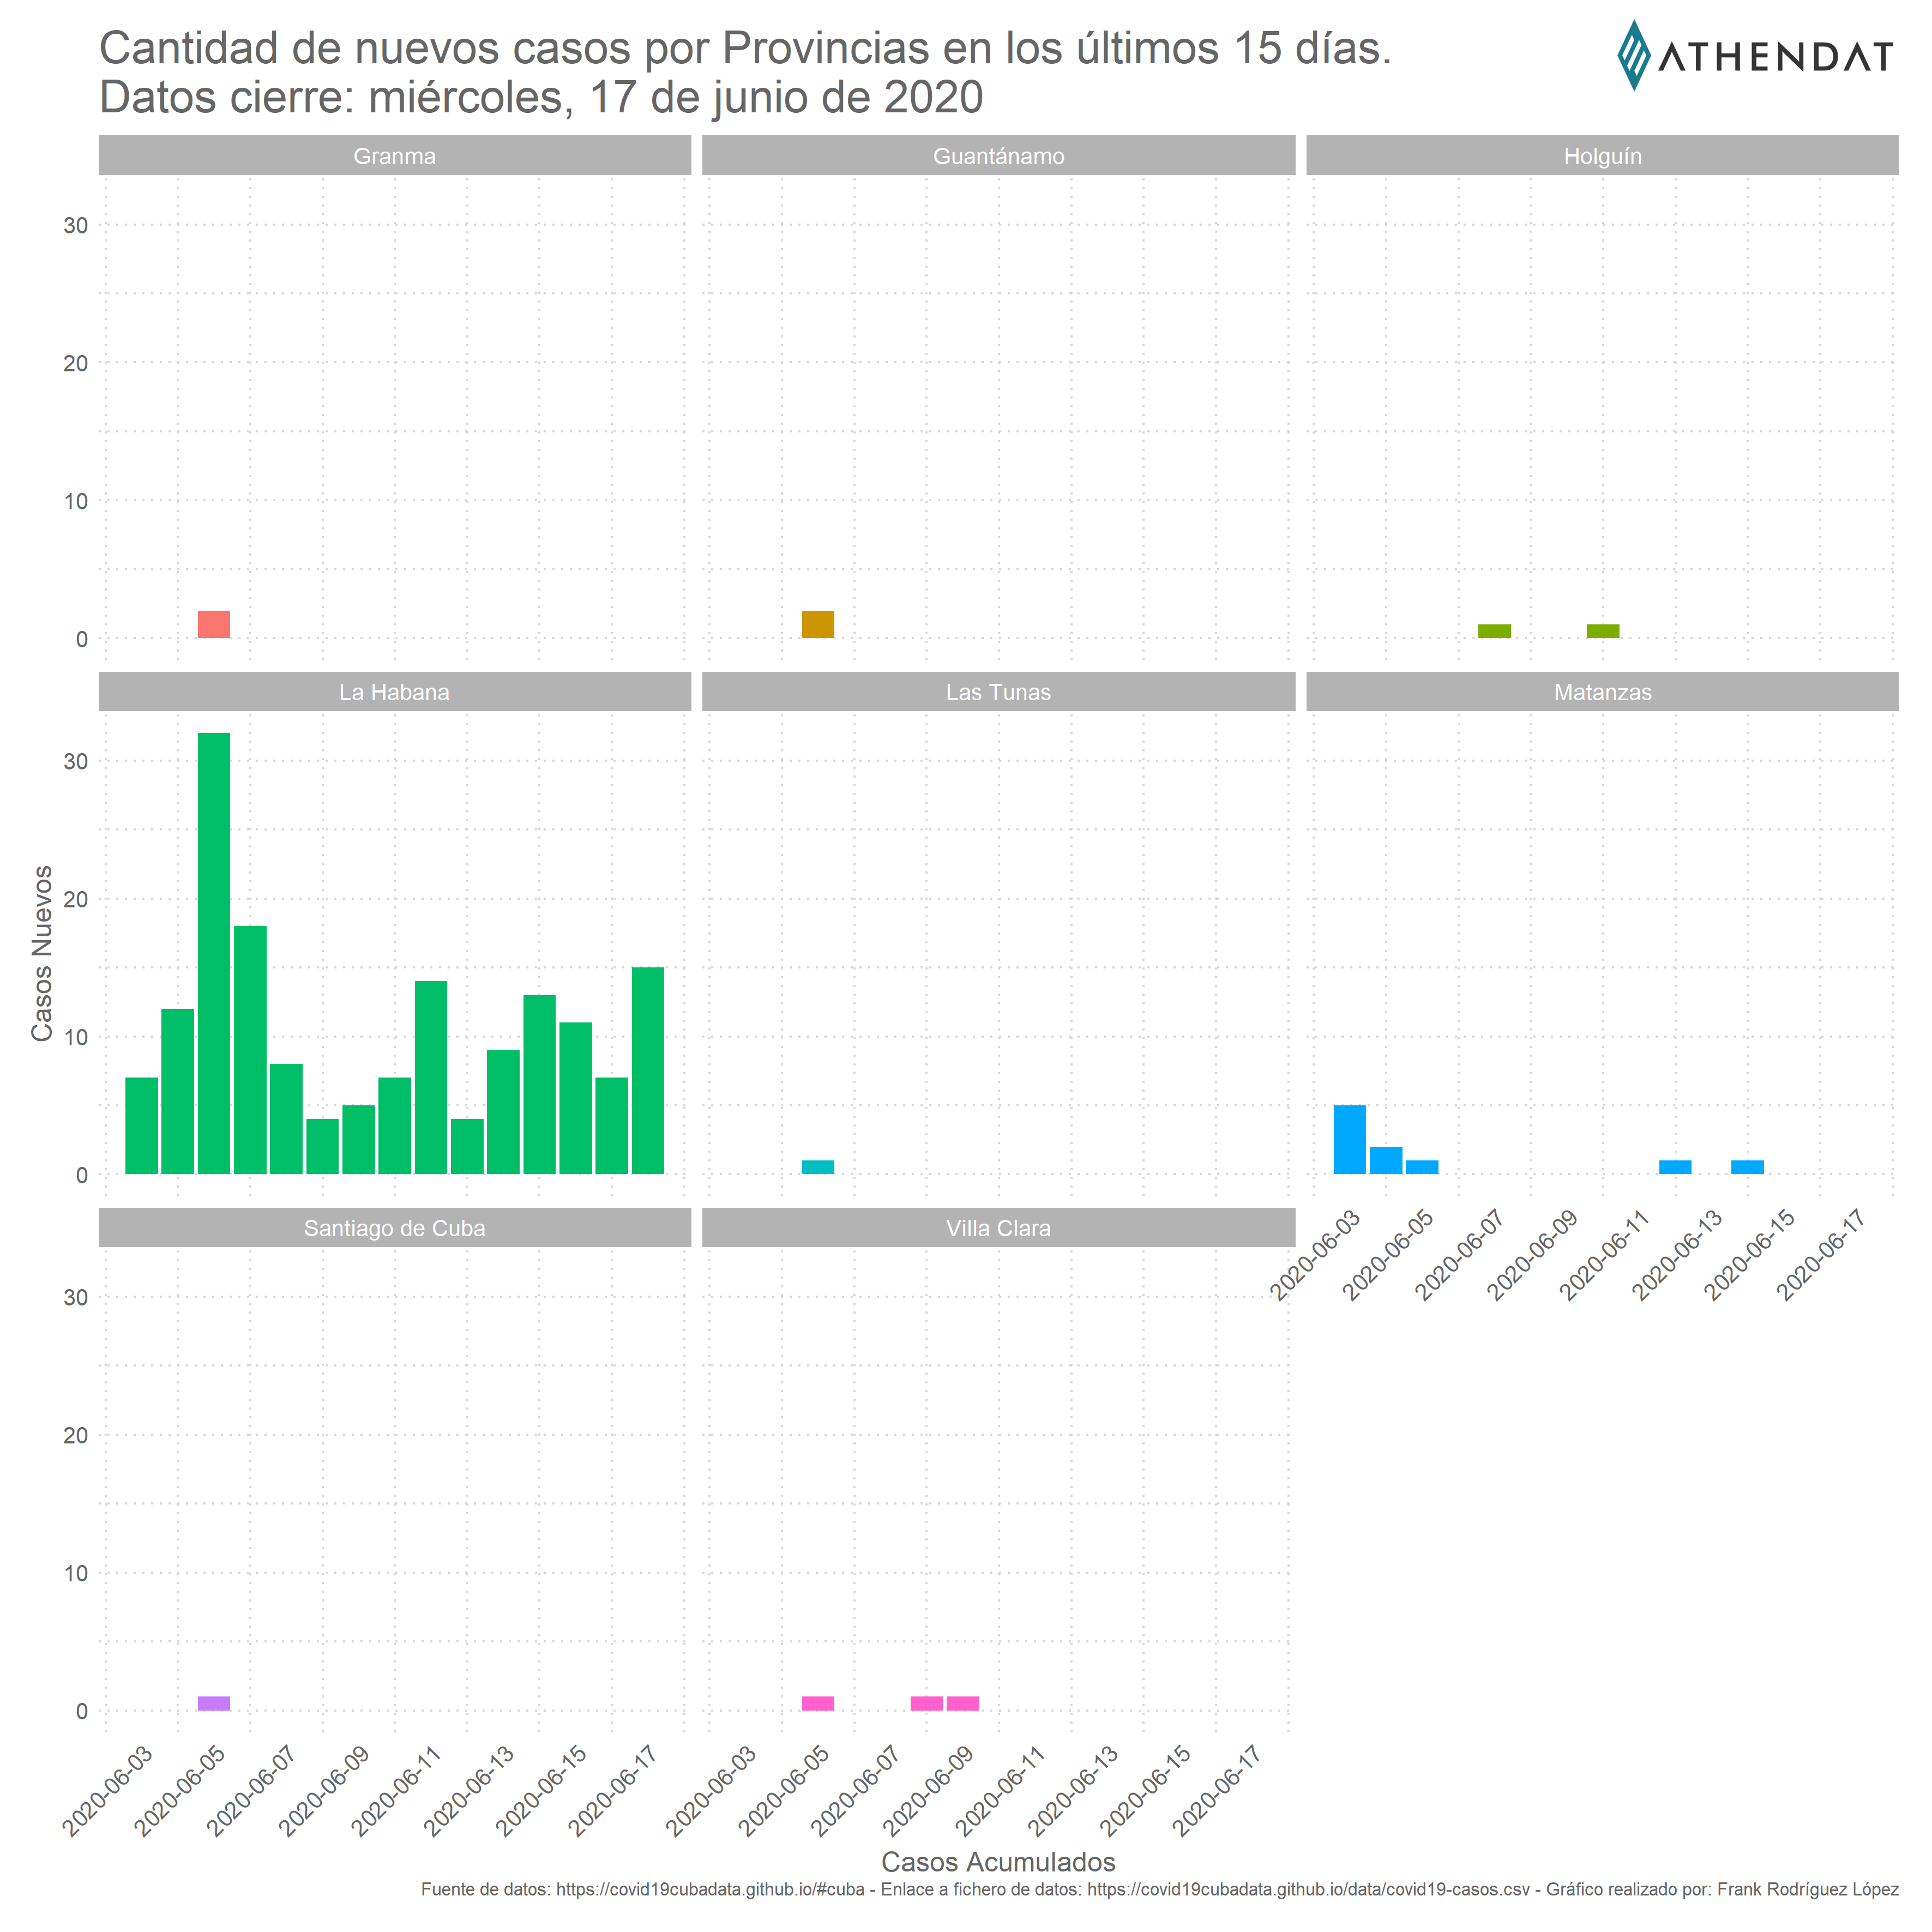 Cantidad de nuevos casos por Provincias en los últimos 15 días.
Datos cierre: miércoles, 17 de junio de 2020
ATHENDAT
Granma
Guantánamo
Holguín
30
20
10
0
La Habana
Las Tunas
Matanzas
30
20
10
0
Casos Nuevos
2020-06-03
2020-06-05
2020-06-07
2020-06-09
2020-06-11
2020-06-13
2020-06-15
2020-06-17
Santiago de Cuba
Villa Clara
30
20
10
0
2020-06-03
2020-06-05
2020-06-07
2020-06-09
2020-06-11
2020-06-13
2020-06-15
2020-06-17
2020-06-03
2020-06-05
2020-06-07
2020-06-09
2020-06-11
2020-06-13
2020-06-15
2020-06-17
Casos Acumulados
Fuente de datos: https://covid19cubadata.github.io/#cuba - Enlace a fichero de datos: https://covid19cubadata.github.io/data/covid19-casos.csv - Gráfico realizado por: Frank Rodríguez López